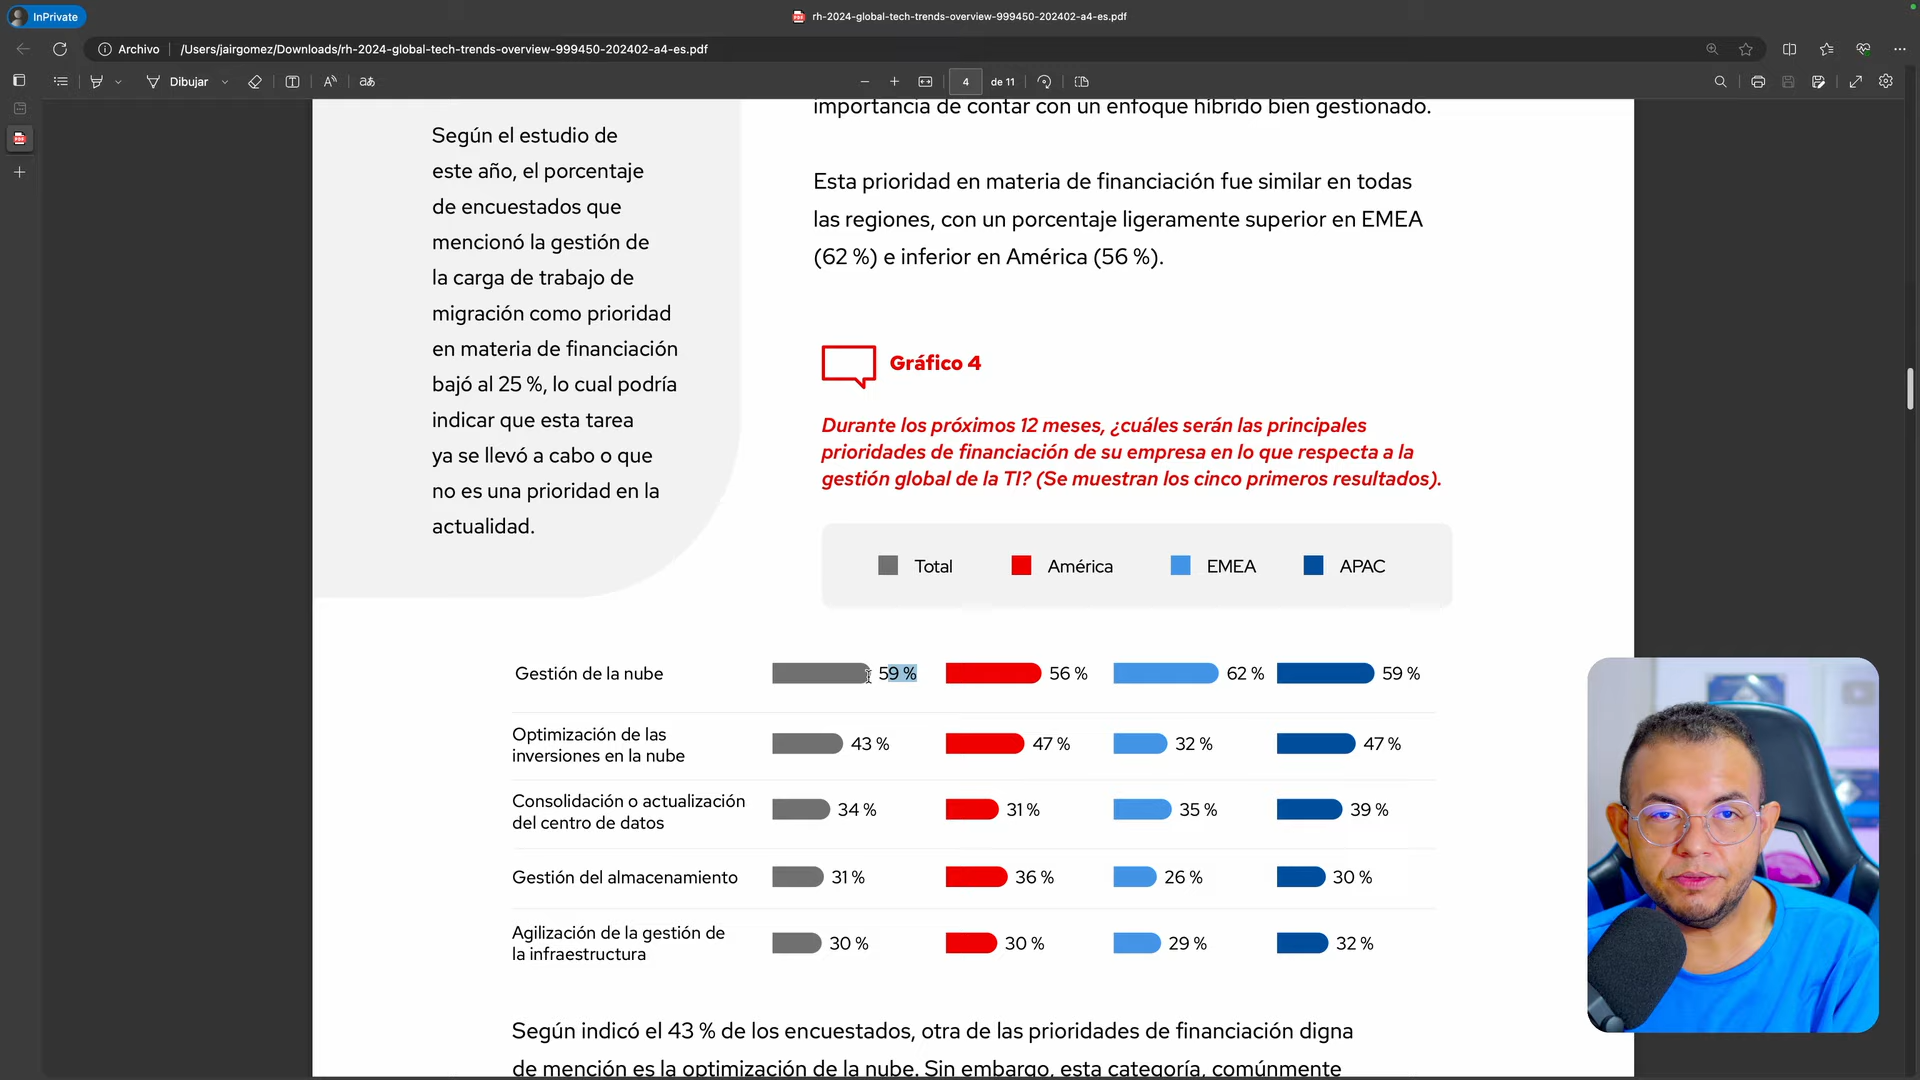 InPrivate
rh-2024-global-tech-trends-overview-999450-202402-a4-es.pdf
Archivo
/Users/jairgomez/Downloads/rh-2024-global-tech-trends-overview-999450-202402-a4-es.pdf
Dibujar
aあ
4 de 11
Según el estudio de
este año, el porcentaje
de encuestados que
mencionó la gestión de
la carga de trabajo de
migración como prioridad
en materia de financiación
bajó al 25 %, lo cual podría
indicar que esta tarea
ya se llevó a cabo o que
no es una prioridad en la
actualidad.
importancia de contar con un enfoque híbrido bien gestionado.
Esta prioridad en materia de financiación fue similar en todas
las regiones, con un porcentaje ligeramente superior en EMEA
(62 %) e inferior en América (56 %).
Gráfico 4
Durante los próximos 12 meses, ¿cuáles serán las principales
prioridades de financiación de su empresa en lo que respecta a la
gestión global de la TI? (Se muestran los cinco primeros resultados).
Total América EMEA APAC
Gestión de la nube 59 % 56 % 62 % 59 %
Optimización de las
inversiones en la nube 43 % 47 % 32 % 47 %
Consolidación o actualización
del centro de datos 34 % 31 % 35 % 39 %
Gestión del almacenamiento 31 % 36 % 26 % 30 %
Agilización de la gestión de
la infraestructura 30 % 30 % 29 % 32 %
Según indicó el 43 % de los encuestados, otra de las prioridades de financiación digna
de mención es la optimización de la nube. Sin embargo, esta categoría, comúnmente